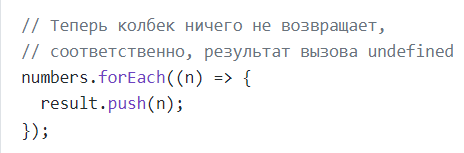 // Теперь колбек ничего не возвращает,
// соответственно, результат вызова undefined
numbers.forEach((n) => {
  result.push(n);
});